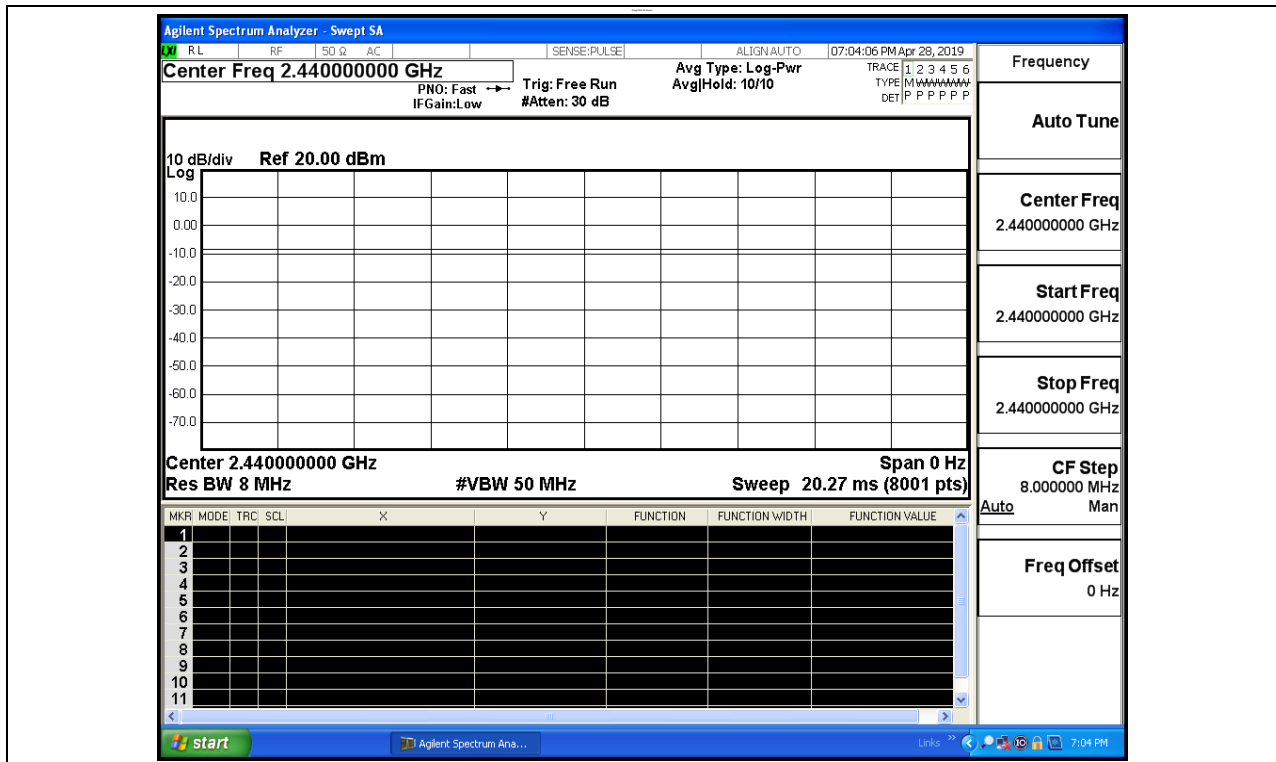 Agilent Spectrum Analyzer - Swept SA
LXI RL RF 50 Ω AC SENSE:PULSE ALIGN AUTO 07:04:06 PM Apr 28, 2019
Center Freq 2.440000000 GHz
PNO: Fast
IFGain:Low
Trig: Free Run
#Atten: 30 dB
Avg Type: Log-Pwr
Avg|Hold: 10/10
TRACE 1 2 3 4 5 6
TYPE MWWWWW
DET P P P P P P
10 dB/div Ref 20.00 dBm
Log
10.0
0.00
-10.0
-20.0
-30.0
-40.0
-50.0
-60.0
-70.0
Center 2.440000000 GHz Span 0 Hz
Res BW 8 MHz #VBW 50 MHz Sweep 20.27 ms (8001 pts)
MKR MODE TRC SCL X Y FUNCTION FUNCTION WIDTH FUNCTION VALUE
1
2
3
4
5
6
7
8
9
10
11
Frequency
Auto Tune
Center Freq
2.440000000 GHz
Start Freq
2.440000000 GHz
Stop Freq
2.440000000 GHz
CF Step
8.000000 MHz
Auto Man
Freq Offset
0 Hz
start Agilent Spectrum Ana... Links » 7:04 PM